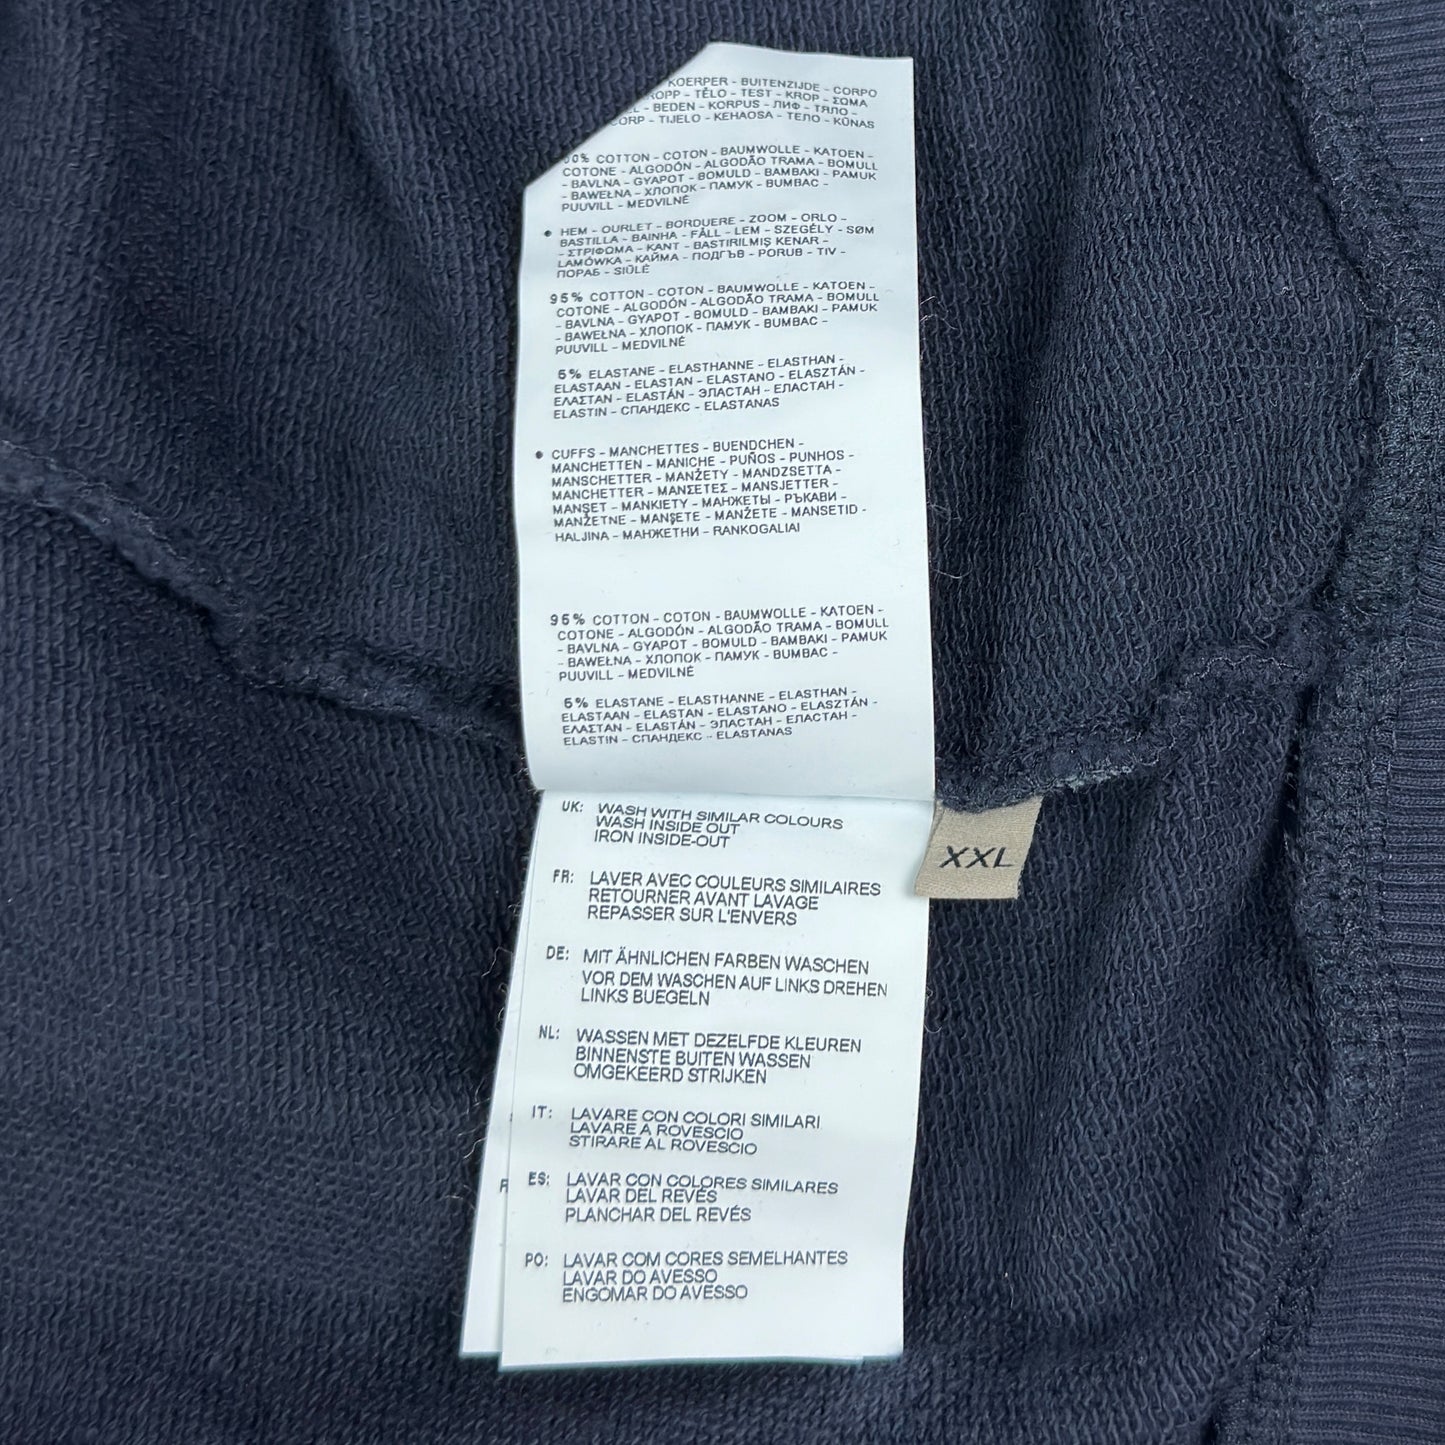 KOERPER - BUITENZIJDE - CORPO
KROPP - TĚLO - TEST - KROP - ΣΩΜΑ
- BEDEN - KORPUS - ЛИФ - ТЯЛО -
CORP - TIJELO - КЕНАОЅА - ТЕЛО - KŪNAS
COTTON - COTON - BAUMWOLLE - KATOEN -
COTONE - ALGODÓN - ALGODÃO TRAMA - BOMULL
- BAVLNA - GYAPOT - BOMULD - BAMBAKI - PAMUK
- BAWEŁNA - ХЛОПОК - ПАМУК - BUMBAC -
PUUVILL - MEDVILNĖ
• HEM - OURLET - BORDUERE - ZOOM - ORLO -
BASTILLA - BAINHA - FÅLL - LEM - SZEGÉLY - SØM
- ΣΤΡΙΦΩΜΑ - KANT - BASTIRILMIŞ KENAR -
LAMÓWKA - КАЙМА - ПОДГЪВ - PORUB - TIV -
ПОРАБ - SIŪLĖ
95% COTTON - COTON - BAUMWOLLE - KATOEN -
COTONE - ALGODÓN - ALGODÃO TRAMA - BOMULL
- BAVLNA - GYAPOT - BOMULD - BAMBAKI - PAMUK
- BAWEŁNA - ХЛОПОК - ПАМУК - BUMBAC -
PUUVILL - MEDVILNĖ
5% ELASTANE - ELASTHANNE - ELASTHAN -
ELASTAAN - ELASTAN - ELASTANO - ELASZTÁN -
ΕΛΑΣΤΑΝ - ELASTÁN - ЭЛАСТАН - ЕЛАСТАН -
ELASTIN - СПАНДЕКС - ELASTANAS
• CUFFS - MANCHETTES - BUENDCHEN -
MANCHETTEN - MANICHE - PUÑOS - PUNHOS -
MANSCHETTER - MANŽETY - MANDZSETTA -
MANCHETTER - ΜΑΝΣΕΤΕΣ - MANSJETTER -
MANŞET - MANKIETY - МАНЖЕТЫ - РЪКАВИ -
MANŽETNE - MANŞETE - MANŽETE - MANSETID -
HALJINA - МАНЖЕТНИ - RANKOGALIAI
95% COTTON - COTON - BAUMWOLLE - KATOEN -
COTONE - ALGODÓN - ALGODÃO TRAMA - BOMULL
- BAVLNA - GYAPOT - BOMULD - BAMBAKI - PAMUK
- BAWEŁNA - ХЛОПОК - ПАМУК - BUMBAC -
PUUVILL - MEDVILNĖ
5% ELASTANE - ELASTHANNE - ELASTHAN -
ELASTAAN - ELASTAN - ELASTANO - ELASZTÁN -
ΕΛΑΣΤΑΝ - ELASTÁN - ЭЛАСТАН - ЕЛАСТАН -
ELASTIN - СПАНДЕКС - ELASTANAS
UK: WASH WITH SIMILAR COLOURS
WASH INSIDE OUT
IRON INSIDE-OUT
FR: LAVER AVEC COULEURS SIMILAIRES
RETOURNER AVANT LAVAGE
REPASSER SUR L'ENVERS
DE: MIT ÄHNLICHEN FARBEN WASCHEN
VOR DEM WASCHEN AUF LINKS DREHEN
LINKS BUEGELN
NL: WASSEN MET DEZELFDE KLEUREN
BINNENSTE BUITEN WASSEN
OMGEKEERD STRIJKEN
IT: LAVARE CON COLORI SIMILARI
LAVARE A ROVESCIO
STIRARE AL ROVESCIO
ES: LAVAR CON COLORES SIMILARES
LAVAR DEL REVÉS
PLANCHAR DEL REVÉS
PO: LAVAR COM CORES SEMELHANTES
LAVAR DO AVESSO
ENGOMAR DO AVESSO
XXL